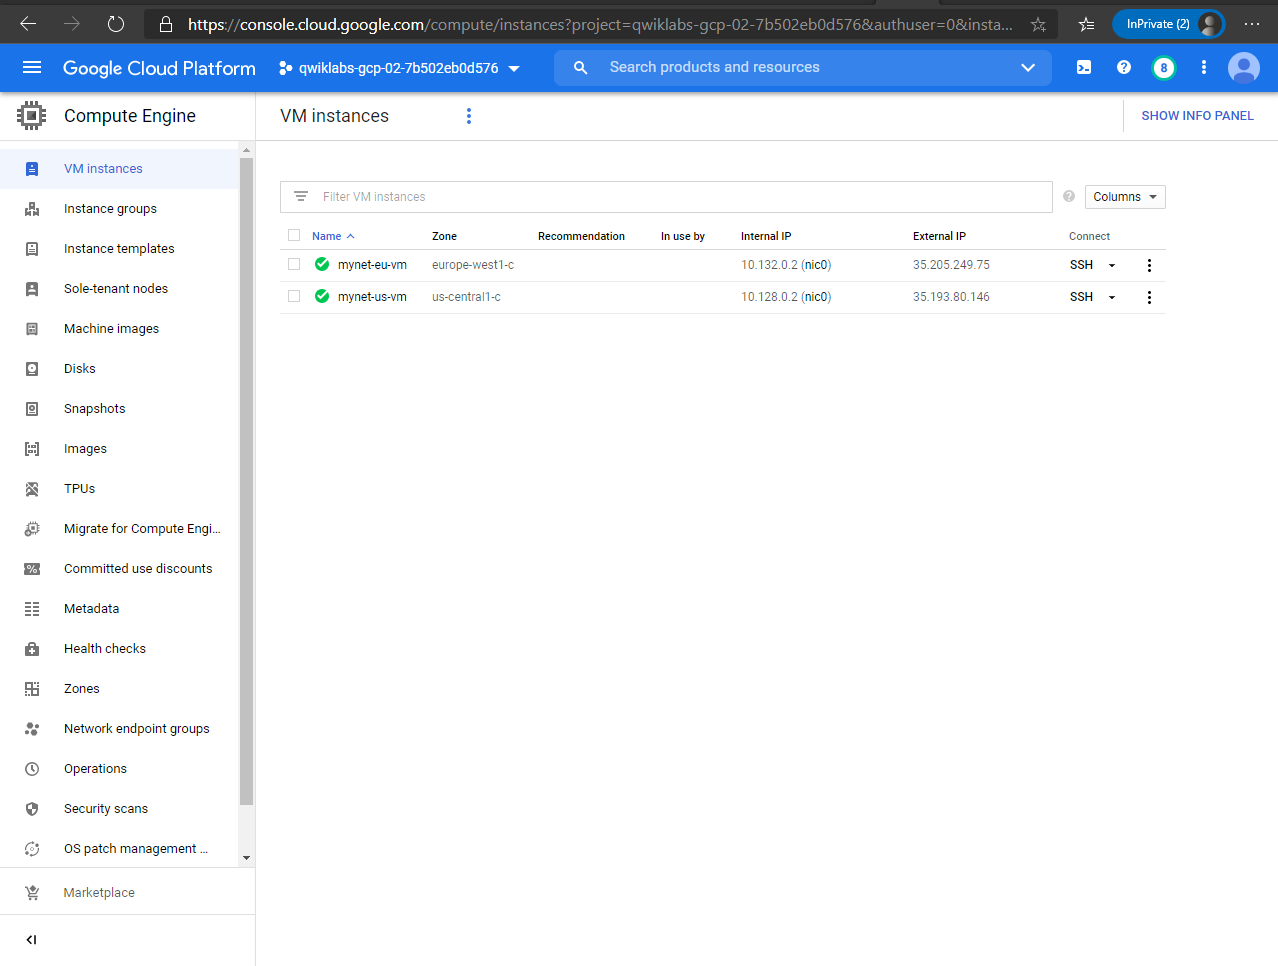 https://console.cloud.google.com/compute/instances?project=qwiklabs-gcp-02-7b502eb0d576&authuser=0&insta...
InPrivate (2)
Google Cloud Platform
qwiklabs-gcp-02-7b502eb0d576
Search products and resources
8
Compute Engine
VM instances
SHOW INFO PANEL
VM instances
Instance groups
Instance templates
Sole-tenant nodes
Machine images
Disks
Snapshots
Images
TPUs
Migrate for Compute Engi...
Committed use discounts
Metadata
Health checks
Zones
Network endpoint groups
Operations
Security scans
OS patch management ...
Marketplace
Filter VM instances
Columns
Name Zone Recommendation In use by Internal IP External IP Connect
mynet-eu-vm europe-west1-c 10.132.0.2 (nic0) 35.205.249.75 SSH
mynet-us-vm us-central1-c 10.128.0.2 (nic0) 35.193.80.146 SSH